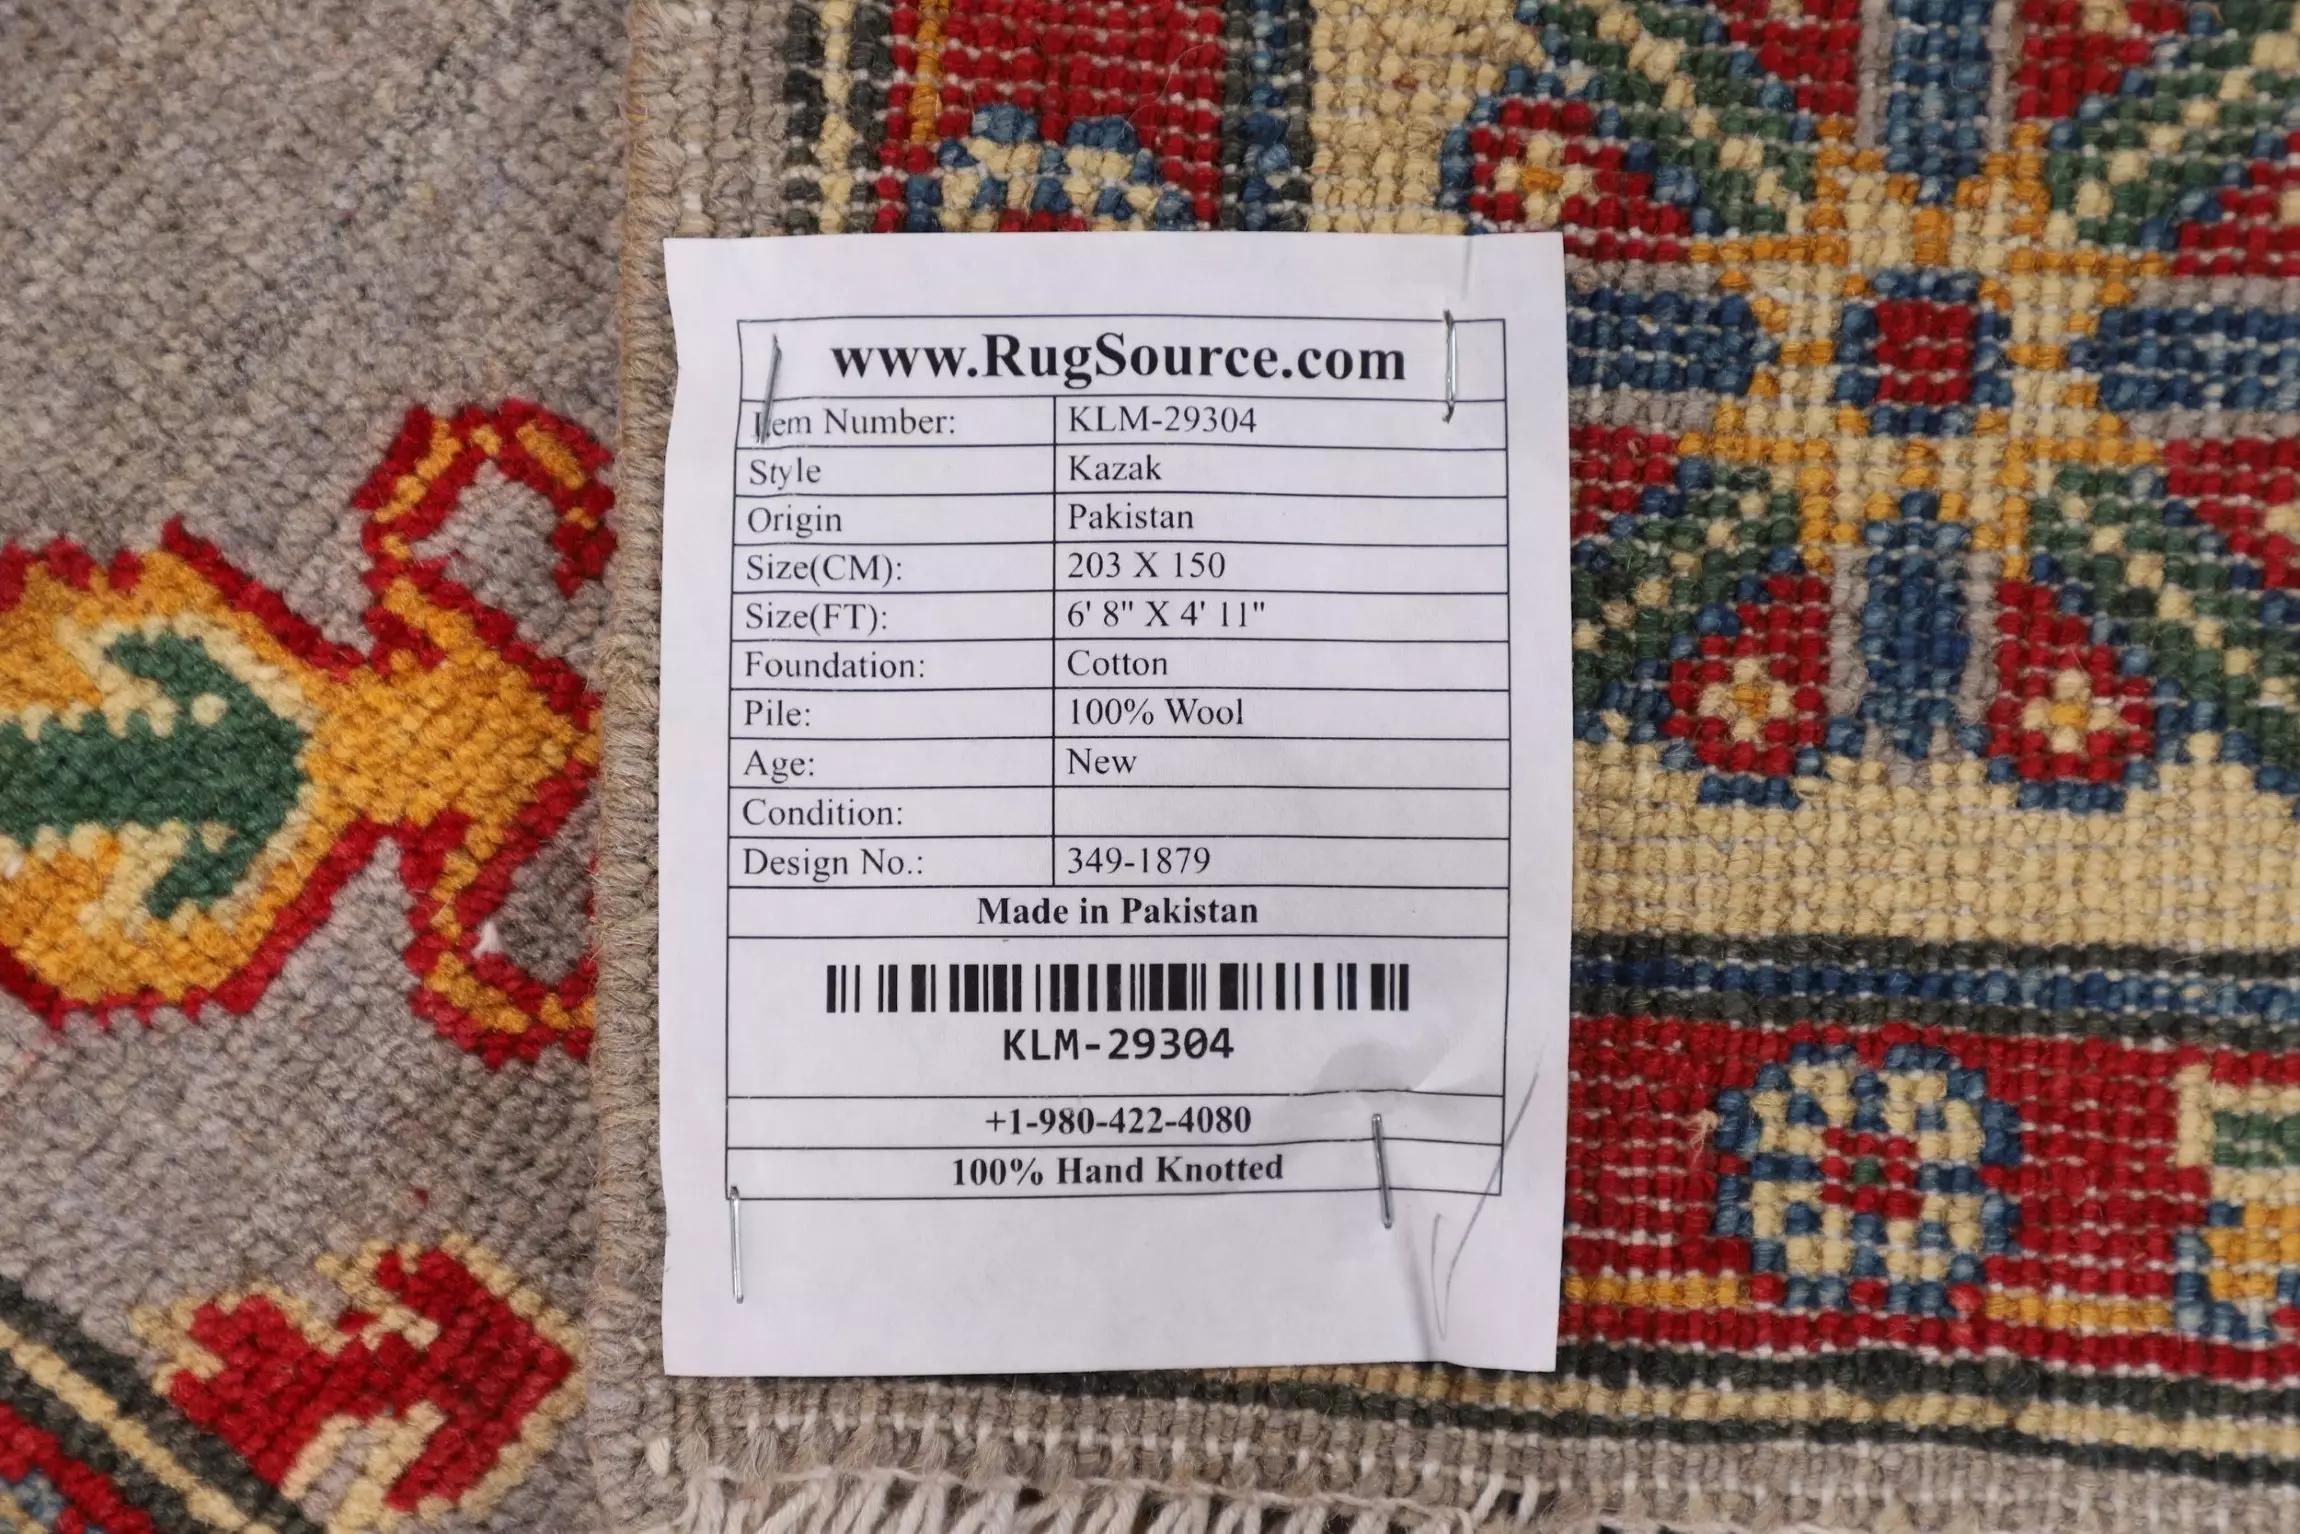 www.RugSource.com
Item Number: KLM-29304
Style Kazak
Origin Pakistan
Size(CM): 203 X 150
Size(FT): 6' 8" X 4' 11"
Foundation: Cotton
Pile: 100% Wool
Age: New
Condition:
Design No.: 349-1879
Made in Pakistan
KLM-29304
+1-980-422-4080
100% Hand Knotted